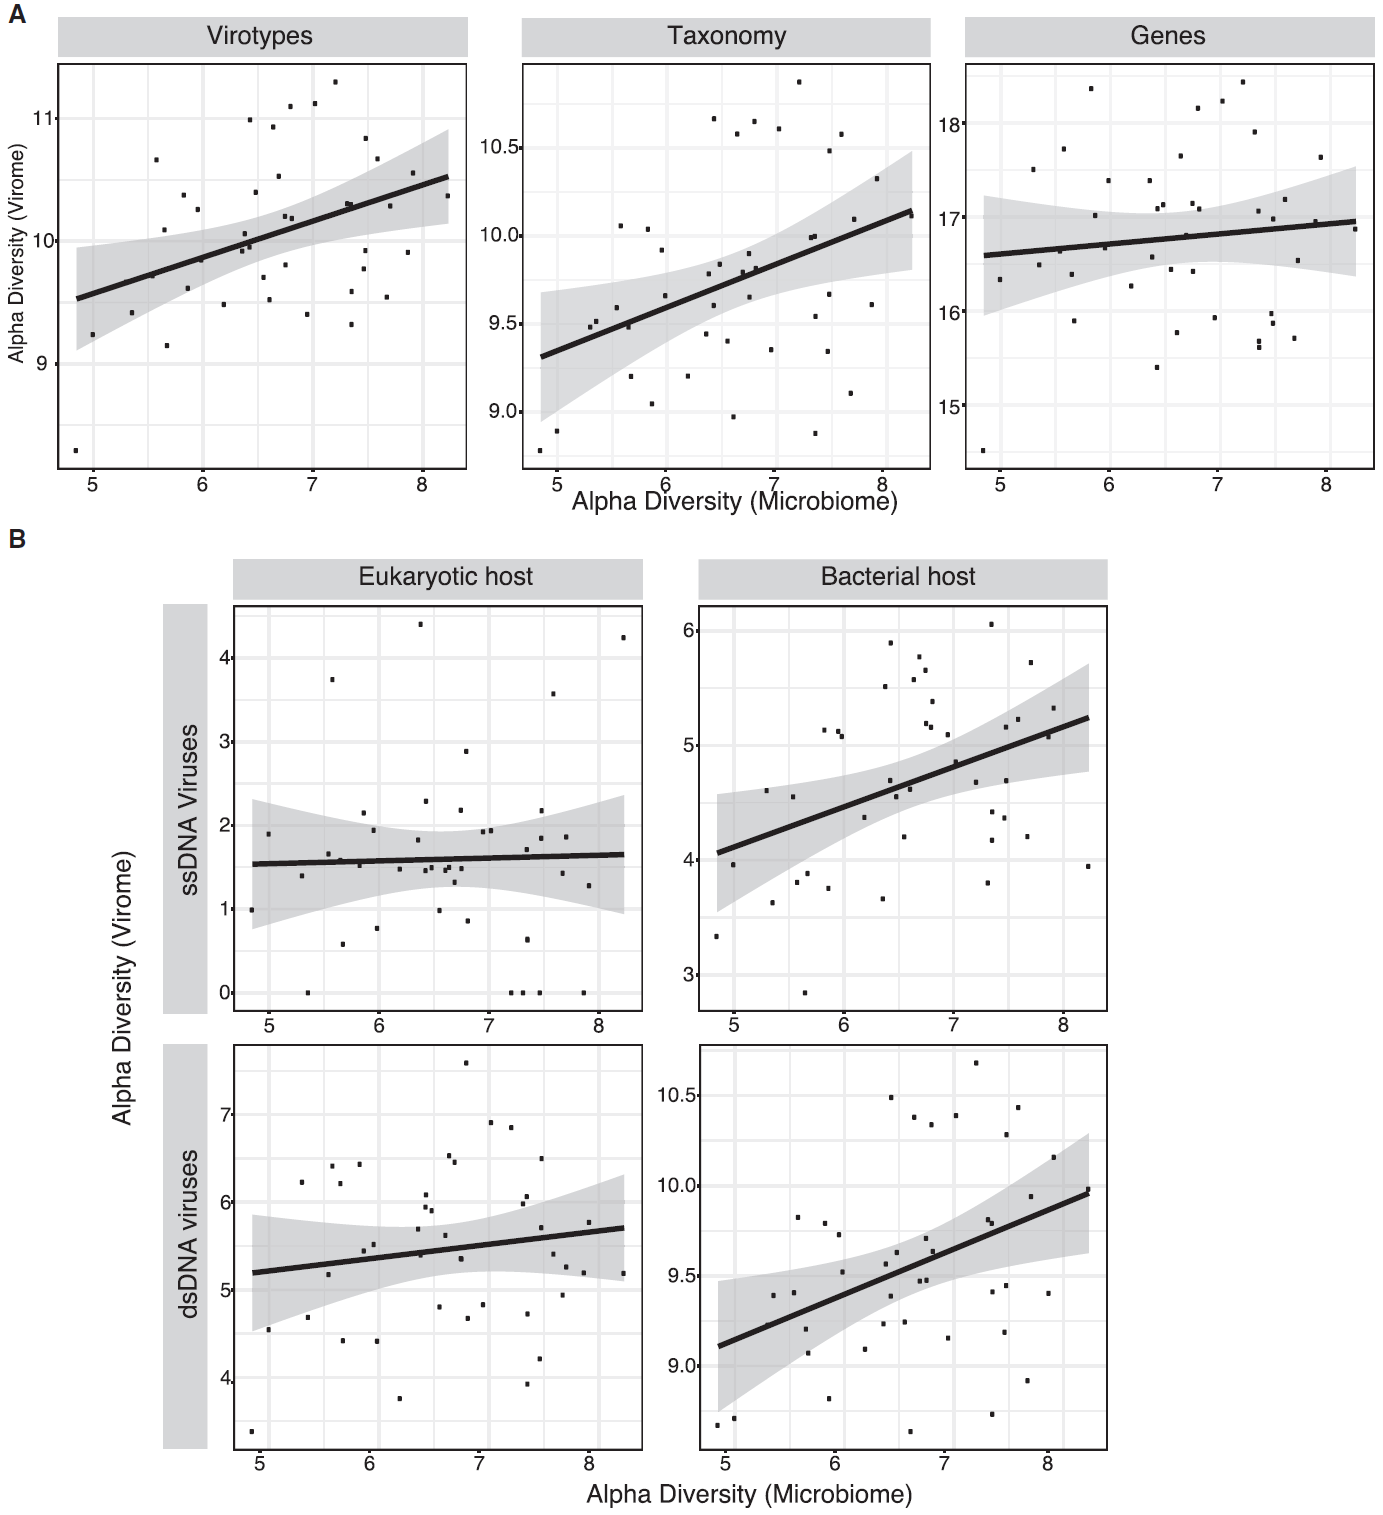 A
Virotypes
Taxonomy
Genes
Alpha Diversity (Virome)
11
10
9
5 6 7 8
10.5
10.0
9.5
9.0
5 6 7 8
18
17
16
15
5 6 7 8
Alpha Diversity (Microbiome)
B
Eukaryotic host
Bacterial host
Alpha Diversity (Virome)
ssDNA Viruses
4
3
2
1
0
5 6 7 8
6
5
4
3
5 6 7 8
dsDNA viruses
7
6
5
4
5 6 7 8
10.5
10.0
9.5
9.0
5 6 7 8
Alpha Diversity (Microbiome)